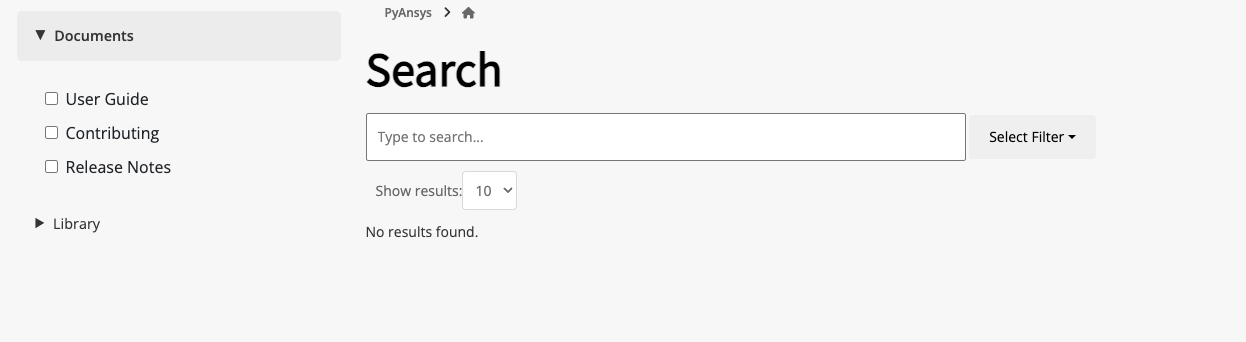 PyAnsys
Documents
Search
User Guide
Type to search...
Select Filter
Contributing
Release Notes
Show results: 10
Library
No results found.